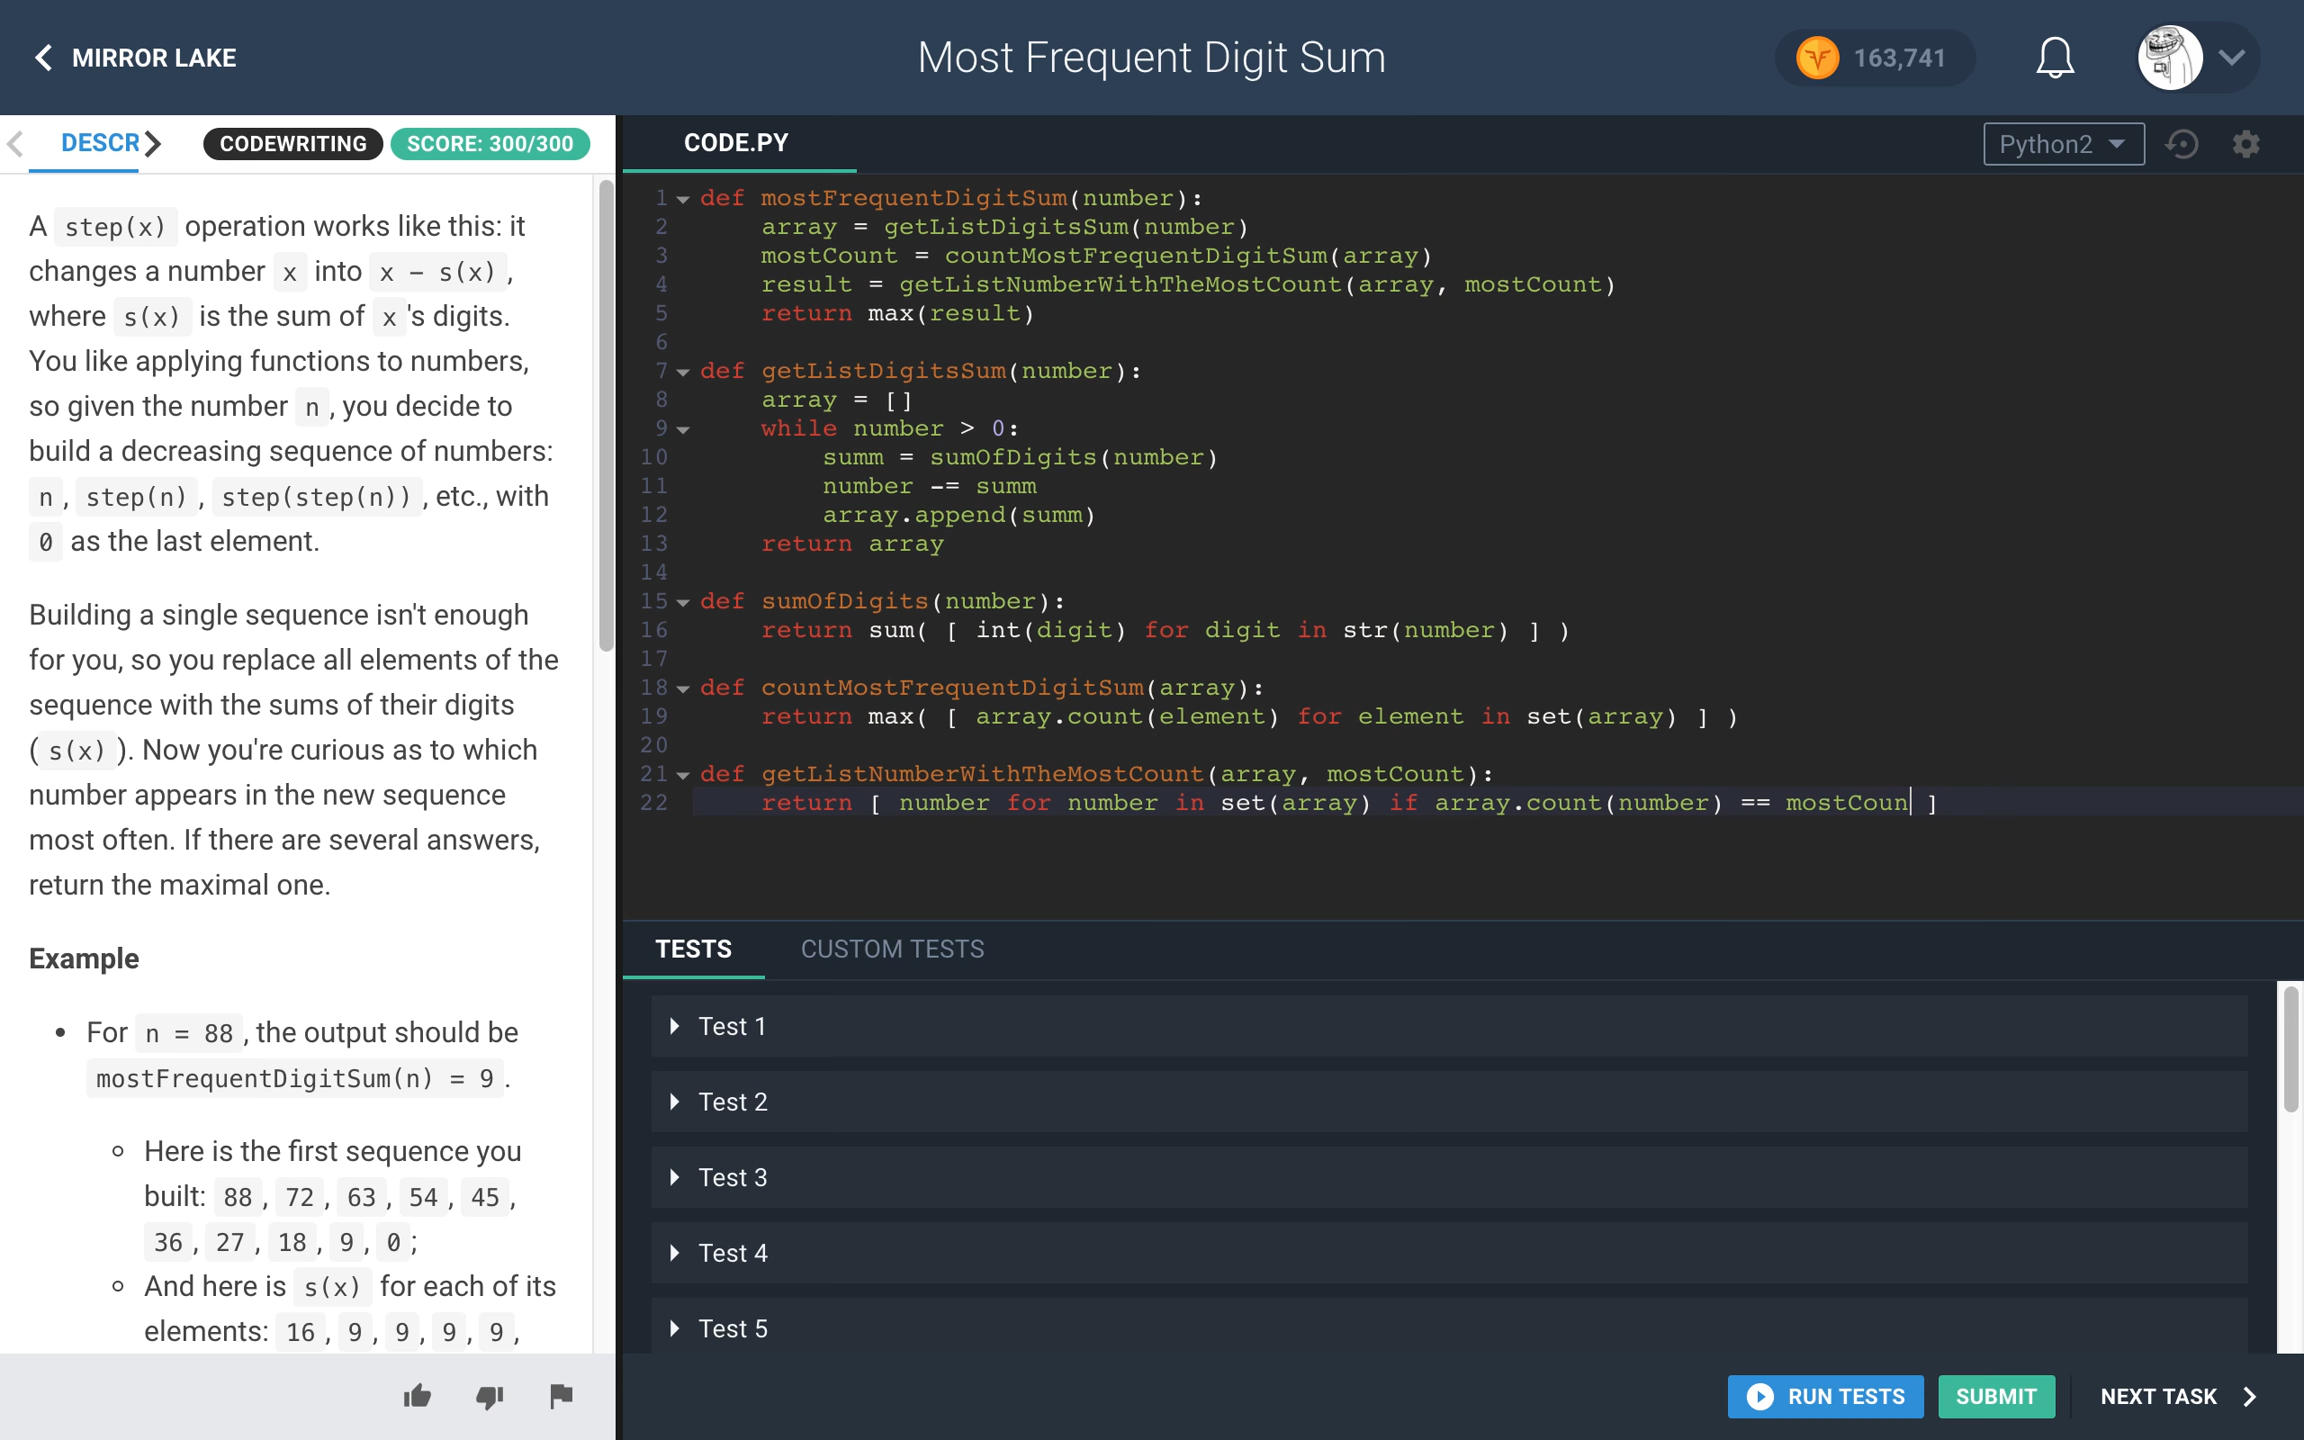 MIRROR LAKE
Most Frequent Digit Sum
163,741
DESCR
CODEWRITING
SCORE: 300/300
A step(x) operation works like this: it
changes a number x into x - s(x) ,
where s(x) is the sum of x 's digits.
You like applying functions to numbers,
so given the number n , you decide to
build a decreasing sequence of numbers:
n , step(n) , step(step(n)) , etc., with
0 as the last element.
Building a single sequence isn't enough
for you, so you replace all elements of the
sequence with the sums of their digits
( s(x) ). Now you're curious as to which
number appears in the new sequence
most often. If there are several answers,
return the maximal one.
Example
• For n = 88 , the output should be
mostFrequentDigitSum(n) = 9 .
○ Here is the first sequence you
built: 88 , 72 , 63 , 54 , 45 ,
36 , 27 , 18 , 9 , 0 ;
○ And here is s(x) for each of its
elements: 16 , 9 , 9 , 9 , 9 ,
CODE.PY
Python2
1 def mostFrequentDigitSum(number):
2     array = getListDigitsSum(number)
3     mostCount = countMostFrequentDigitSum(array)
4     result = getListNumberWithTheMostCount(array, mostCount)
5     return max(result)
6
7 def getListDigitsSum(number):
8     array = []
9     while number > 0:
10         summ = sumOfDigits(number)
11         number -= summ
12         array.append(summ)
13     return array
14
15 def sumOfDigits(number):
16     return sum( [ int(digit) for digit in str(number) ] )
17
18 def countMostFrequentDigitSum(array):
19     return max( [ array.count(element) for element in set(array) ] )
20
21 def getListNumberWithTheMostCount(array, mostCount):
22     return [ number for number in set(array) if array.count(number) == mostCoun ]
TESTS
CUSTOM TESTS
Test 1
Test 2
Test 3
Test 4
Test 5
RUN TESTS
SUBMIT
NEXT TASK